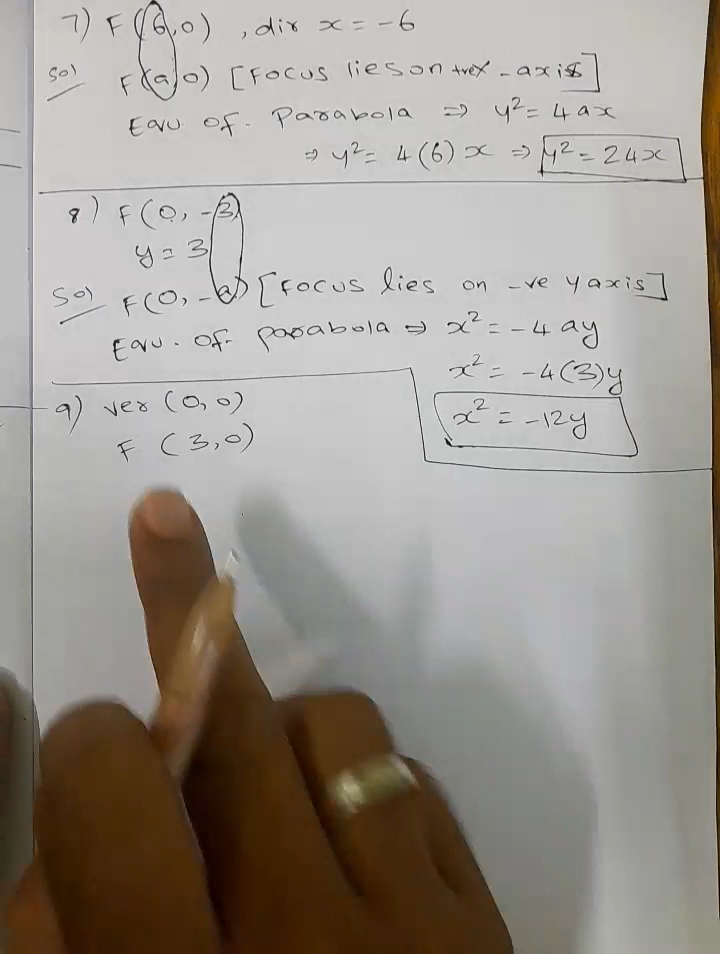 7) F(6,0) , dir x = -6
Sol F(a,0) [Focus lies on +ve x - axis]
Equ. of. Parabola ⇒ y² = 4ax
⇒ y² = 4(6)x ⇒ y² = 24x
8) F(0, -3)
y = 3
Sol F(0, -a) [Focus lies on -ve y axis]
Equ. of. parabola ⇒ x² = -4ay
x² = -4(3)y
x² = -12y
9) ver (0,0)
F (3,0)